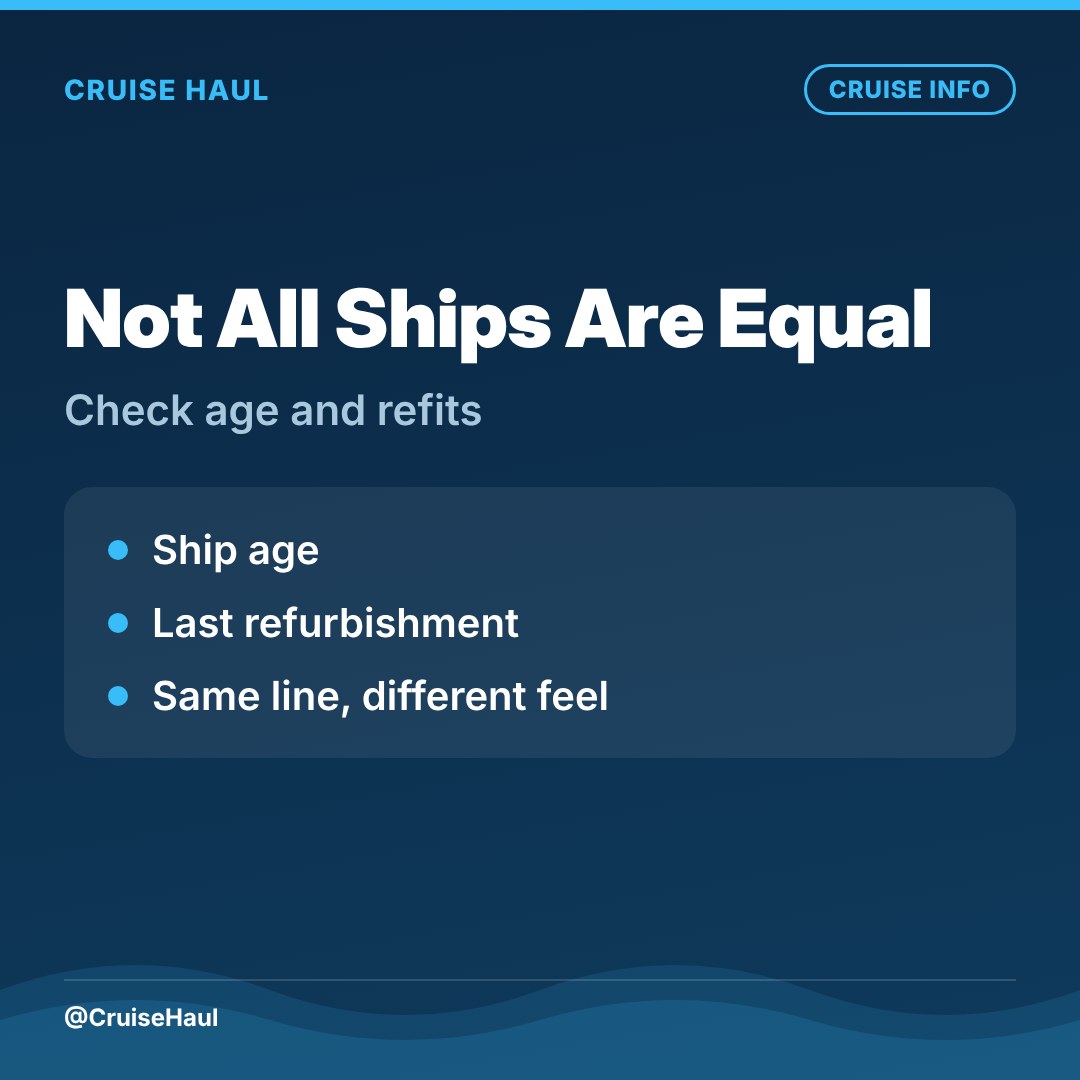 CRUISE HAUL
CRUISE INFO
Not All Ships Are Equal
Check age and refits
Ship age
Last refurbishment
Same line, different feel
@CruiseHaul